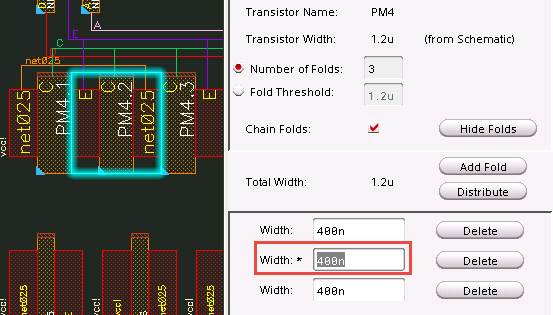 A
E
C
net025
C E C E C
net025 PM4.1 PM4.2 net025 PM4.3
vcc!
vcc! vcc!
Transistor Name: PM4
Transistor Width: 1.2u (from Schematic)
Number of Folds: 3
Fold Threshold: 1.2u
Chain Folds: Hide Folds
Add Fold
Total Width: 1.2u
Distribute
Width: 400n Delete
Width: * 400n Delete
Width: 400n Delete